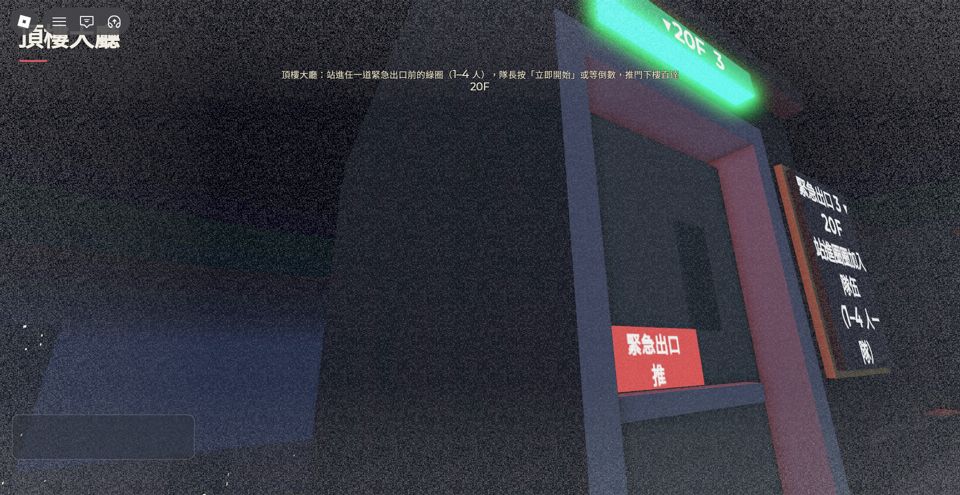 頂樓大廳
頂樓大廳：站進任一道緊急出口前的綠圈（1–4 人），隊長按「立即開始」或等倒數，推門下樓直達
20F
▼20F 3
緊急出口 3 ▼
20F
站進圈圈加入
隊伍
（1–4 人一
隊）
緊急出口
推